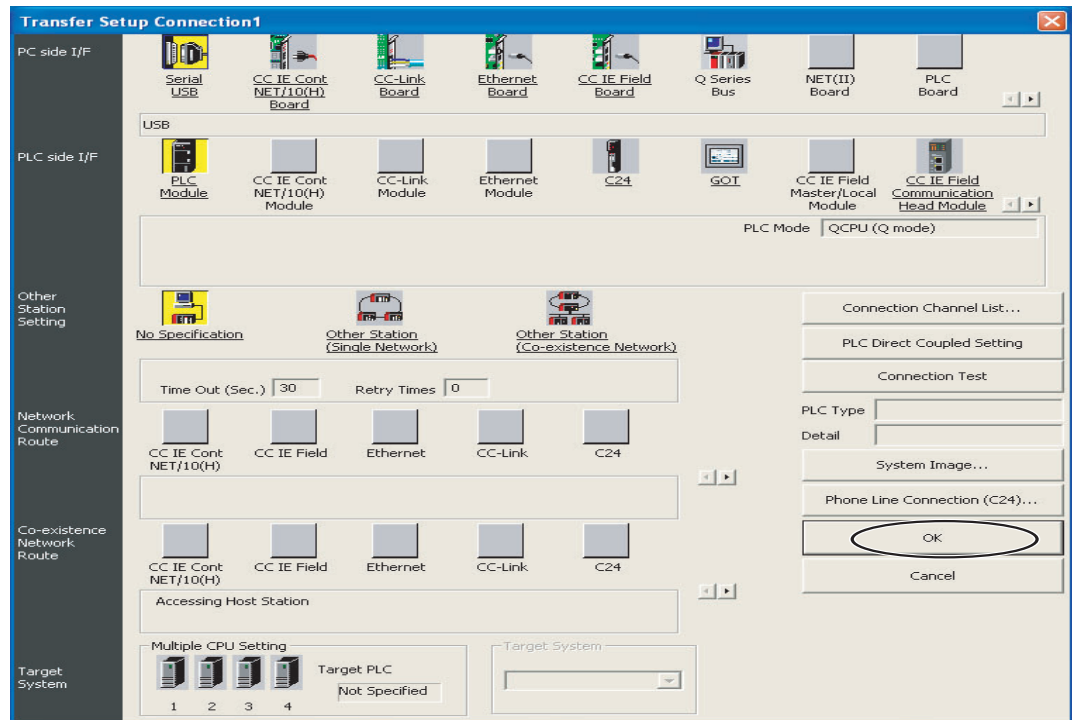 Transfer Setup Connection1
PC side I/F
Serial
USB
CC IE Cont
NET/10(H)
Board
CC-Link
Board
Ethernet
Board
CC IE Field
Board
Q Series
Bus
NET(II)
Board
PLC
Board
USB
PLC side I/F
PLC
Module
CC IE Cont
NET/10(H)
Module
CC-Link
Module
Ethernet
Module
C24
GOT
CC IE Field
Master/Local
Module
CC IE Field
Communication
Head Module
PLC Mode QCPU (Q mode)
Other
Station
Setting
No Specification
Other Station
(Single Network)
Other Station
(Co-existence Network)
Time Out (Sec.) 30 Retry Times 0
Connection Channel List...
PLC Direct Coupled Setting
Connection Test
PLC Type
Detail
System Image...
Phone Line Connection (C24)...
OK
Cancel
Network
Communication
Route
CC IE Cont
NET/10(H)
CC IE Field
Ethernet
CC-Link
C24
Co-existence
Network
Route
CC IE Cont
NET/10(H)
CC IE Field
Ethernet
CC-Link
C24
Accessing Host Station
Target
System
Multiple CPU Setting
1 2 3 4
Target PLC
Not Specified
Target System